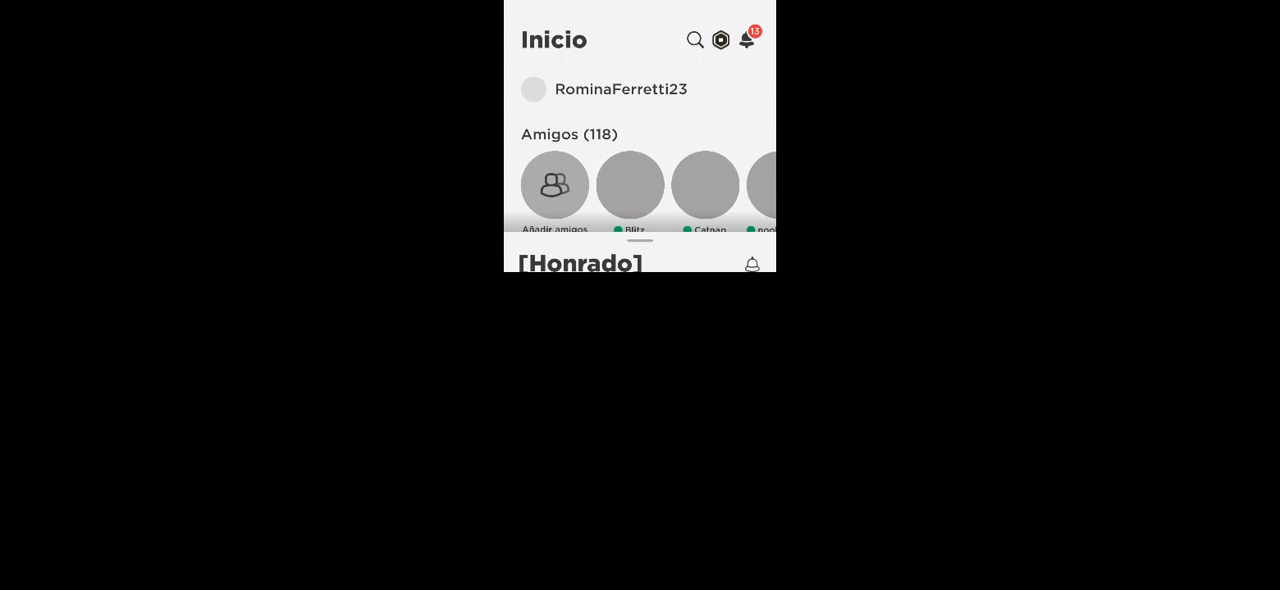 Inicio
13
RominaFerretti23
Amigos (118)
Añadir amigos
Blitz
Catnap
[Honrado]